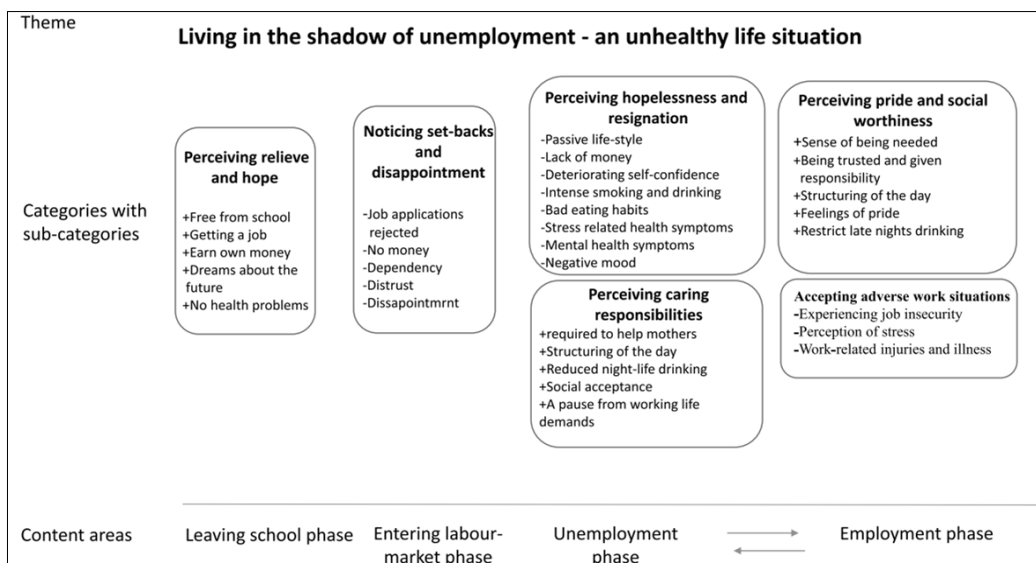 Theme
Living in the shadow of unemployment - an unhealthy life situation
Categories with
sub-categories
Perceiving relieve
and hope
+Free from school
+Getting a job
+Earn own money
+Dreams about the
future
+No health problems
Noticing set-backs
and
disappointment
-Job applications
rejected
-No money
-Dependency
-Distrust
-Dissapointmrnt
Perceiving hopelessness and
resignation
-Passive life-style
-Lack of money
-Deteriorating self-confidence
-Intense smoking and drinking
-Bad eating habits
-Stress related health symptoms
-Mental health symptoms
-Negative mood
Perceiving caring
responsibilities
+required to help mothers
+Structuring of the day
+Reduced night-life drinking
+Social acceptance
+A pause from working life
demands
Perceiving pride and social
worthiness
+Sense of being needed
+Being trusted and given
responsibility
+Structuring of the day
+Feelings of pride
+Restrict late nights drinking
Accepting adverse work situations
-Experiencing job insecurity
-Perception of stress
-Work-related injuries and illness
Content areas
Leaving school phase
Entering labour-
market phase
Unemployment
phase
Employment phase